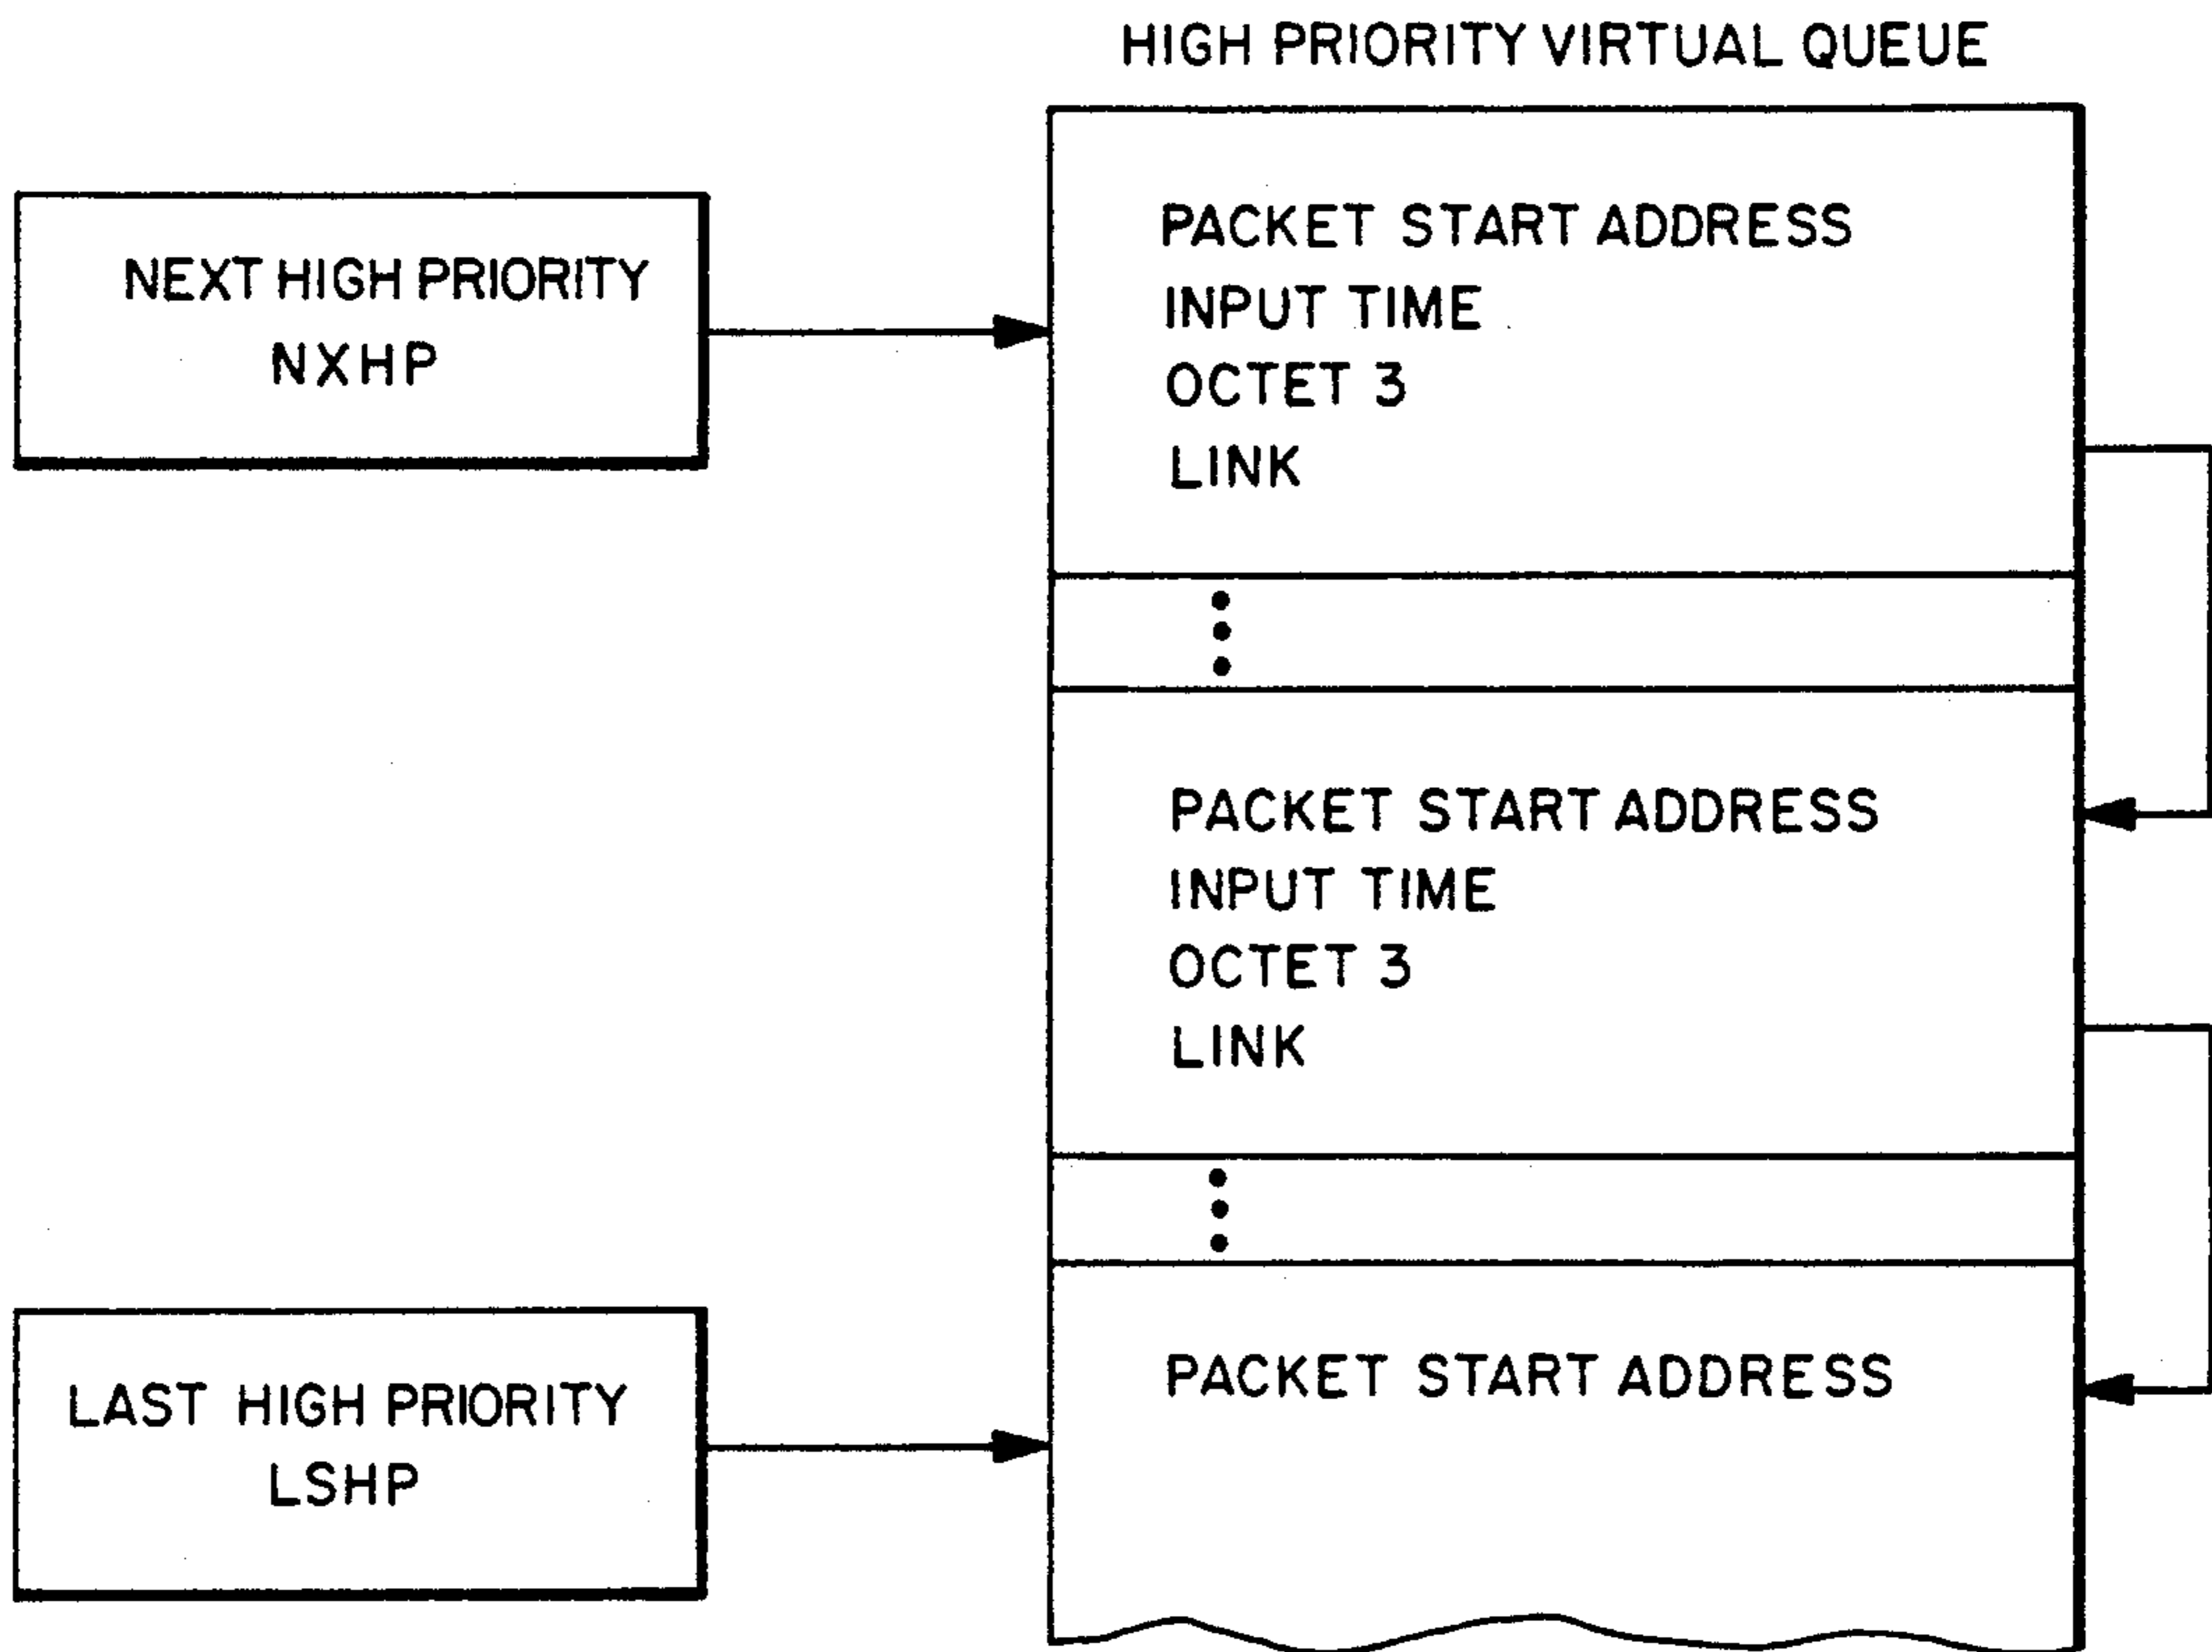 HIGH PRIORITY VIRTUAL QUEUE
NEXT HIGH PRIORITY
NXHP
PACKET START ADDRESS
INPUT TIME
OCTET 3
LINK
PACKET START ADDRESS
INPUT TIME
OCTET 3
LINK
LAST HIGH PRIORITY
LSHP
PACKET START ADDRESS